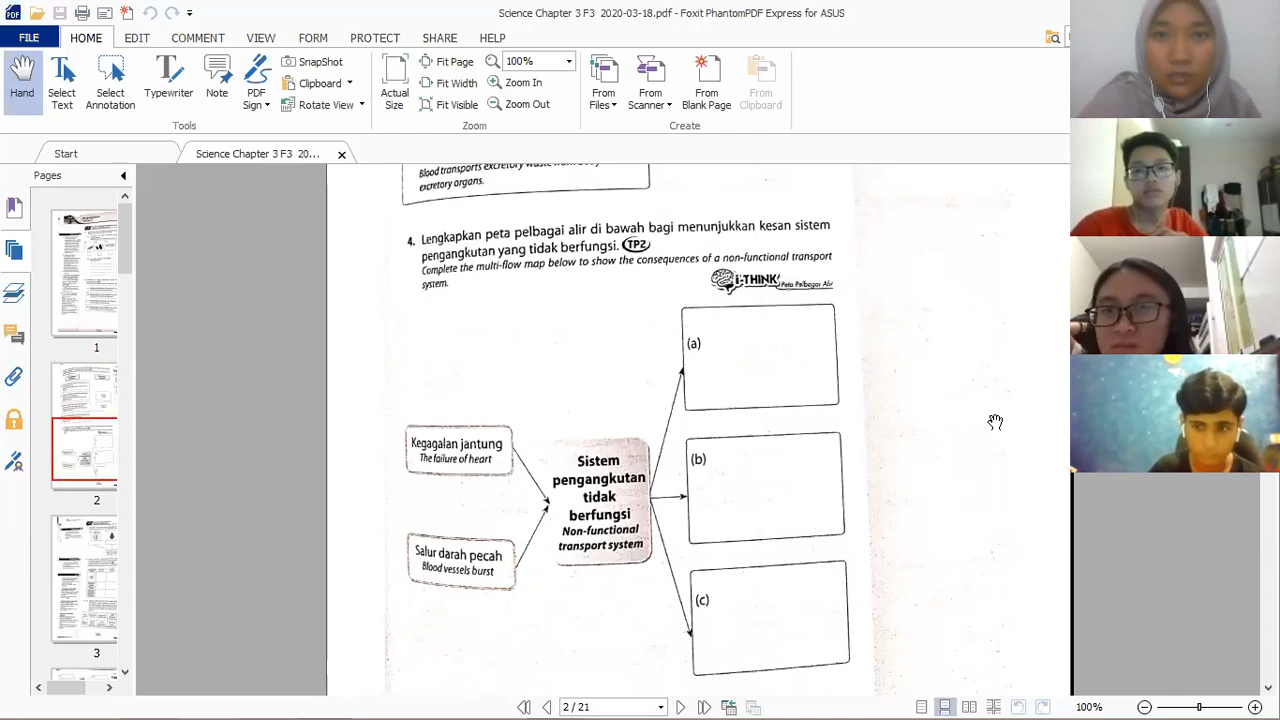 Science Chapter 3 F3 2020-03-18.pdf - Foxit PhantomPDF Express for ASUS
FILE HOME EDIT COMMENT VIEW FORM PROTECT SHARE HELP
Hand
Select Text
Select Annotation
Typewriter
Note
PDF Sign
SnapShot
Clipboard
Rotate View
Tools
Actual Size
Fit Page
Fit Width
Fit Visible
100%
Zoom In
Zoom Out
Zoom
From Files
From Scanner
From Blank Page
From Clipboard
Create
Start
Science Chapter 3 F3 20...
Pages
1
2
3
excretory organs.
4. Lengkapkan peta pelbagai alir di bawah bagi menunjukkan kesan sistem
pengangkutan yang tidak berfungsi. TP2
Complete the multi-flow map below to show the consequences of a non-functional transport
system.
i-THINK Peta Pelbagai Alir
(a)
Kegagalan jantung
The failure of heart
Sistem
pengangkutan
tidak
berfungsi
Non-functional
transport system
(b)
Salur darah pecah
Blood vessels burst
(c)
2 / 21
100%